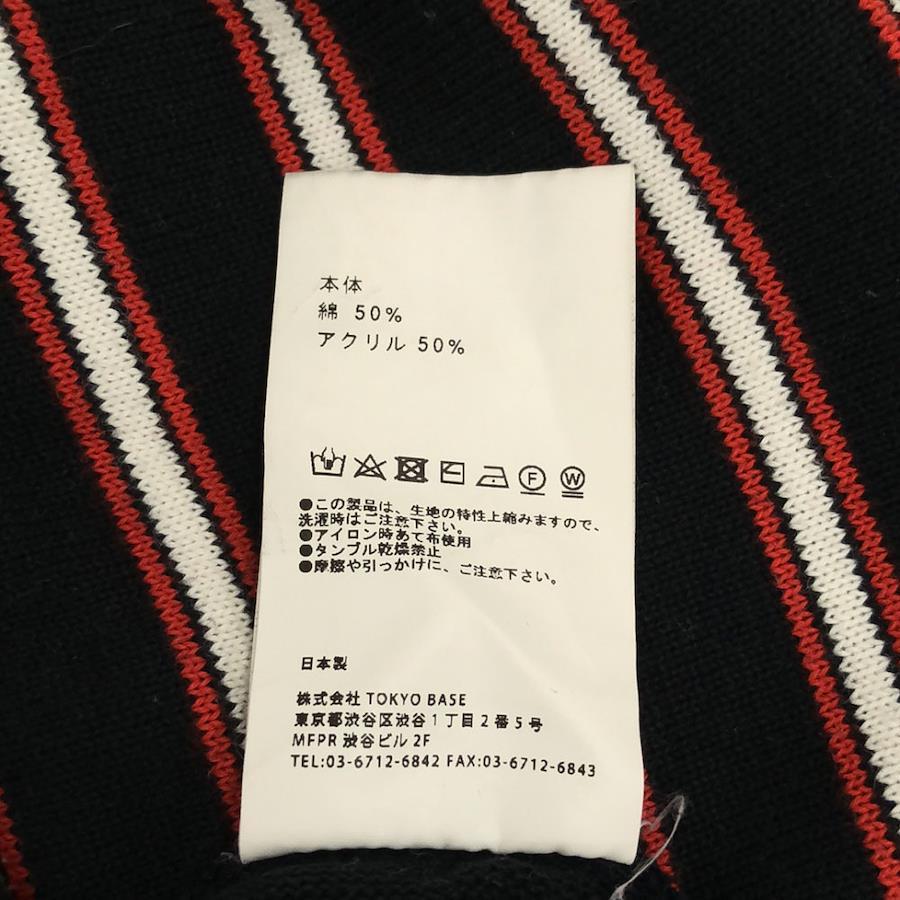 本体
綿 50%
アクリル 50%
F
W
●この製品は、生地の特性上縮みますので、
洗濯時はご注意下さい。
●アイロン時あて布使用
●タンブル乾燥禁止
●摩擦や引っかけに、ご注意下さい。
日本製
株式会社 TOKYO BASE
東京都渋谷区渋谷1丁目2番5号
MFPR 渋谷ビル 2F
TEL:03-6712-6842 FAX:03-6712-6843